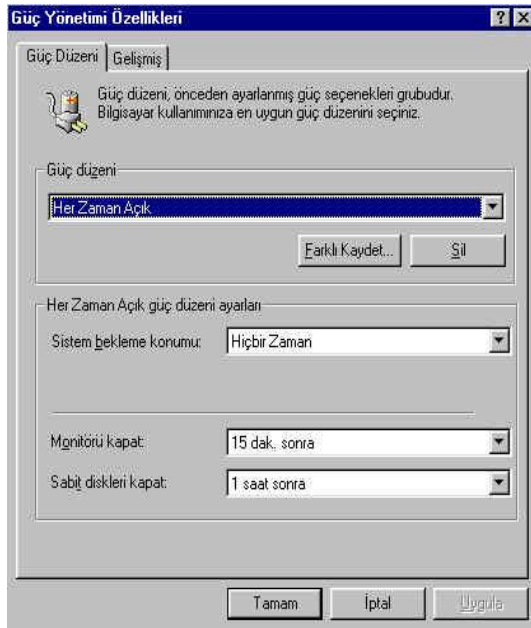 Güç Yönetimi Özellikleri
Güç Düzeni Gelişmiş
Güç düzeni, önceden ayarlanmış güç seçenekleri grubudur.
Bilgisayar kullanımınıza en uygun güç düzenini seçiniz.
Güç düzeni
Her Zaman Açık
Farklı Kaydet... Sil
Her Zaman Açık güç düzeni ayarları
Sistem bekleme konumu: Hiçbir Zaman
Monitörü kapat: 15 dak. sonra
Sabit diskleri kapat: 1 saat sonra
Tamam İptal Uygula